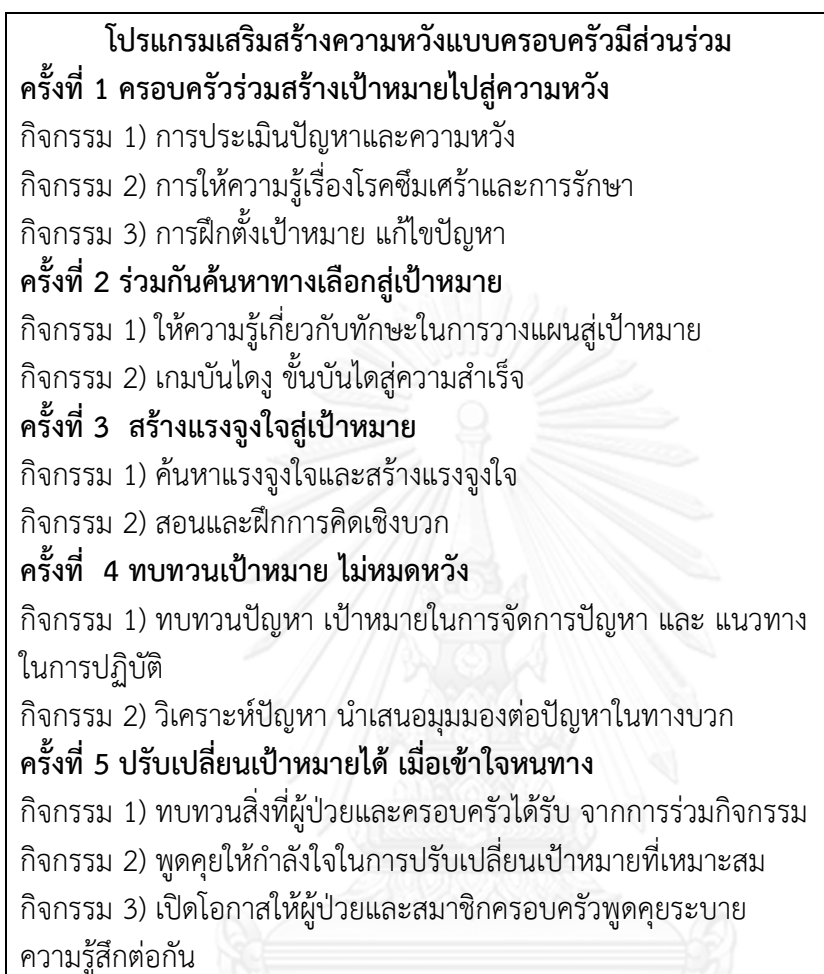 โปรแกรมเสริมสร้างความหวังแบบครอบครัวมีส่วนร่วม
ครั้งที่ 1 ครอบครัวร่วมสร้างเป้าหมายไปสู่ความหวัง
กิจกรรม 1) การประเมินปัญหาและความหวัง
กิจกรรม 2) การให้ความรู้เรื่องโรคซึมเศร้าและการรักษา
กิจกรรม 3) การฝึกตั้งเป้าหมาย แก้ไขปัญหา
ครั้งที่ 2 ร่วมกันค้นหาทางเลือกสู่เป้าหมาย
กิจกรรม 1) ให้ความรู้เกี่ยวกับทักษะในการวางแผนสู่เป้าหมาย
กิจกรรม 2) เกมบันไดงู ขั้นบันไดสู่ความสำเร็จ
ครั้งที่ 3 สร้างแรงจูงใจสู่เป้าหมาย
กิจกรรม 1) ค้นหาแรงจูงใจและสร้างแรงจูงใจ
กิจกรรม 2) สอนและฝึกการคิดเชิงบวก
ครั้งที่ 4 ทบทวนเป้าหมาย ไม่หมดหวัง
กิจกรรม 1) ทบทวนปัญหา เป้าหมายในการจัดการปัญหา และ แนวทาง
ในการปฏิบัติ
กิจกรรม 2) วิเคราะห์ปัญหา นำเสนอมุมมองต่อปัญหาในทางบวก
ครั้งที่ 5 ปรับเปลี่ยนเป้าหมายได้ เมื่อเข้าใจหนทาง
กิจกรรม 1) ทบทวนสิ่งที่ผู้ป่วยและครอบครัวได้รับ จากการร่วมกิจกรรม
กิจกรรม 2) พูดคุยให้กำลังใจในการปรับเปลี่ยนเป้าหมายที่เหมาะสม
กิจกรรม 3) เปิดโอกาสให้ผู้ป่วยและสมาชิกครอบครัวพูดคุยระบาย
ความรู้สึกต่อกัน